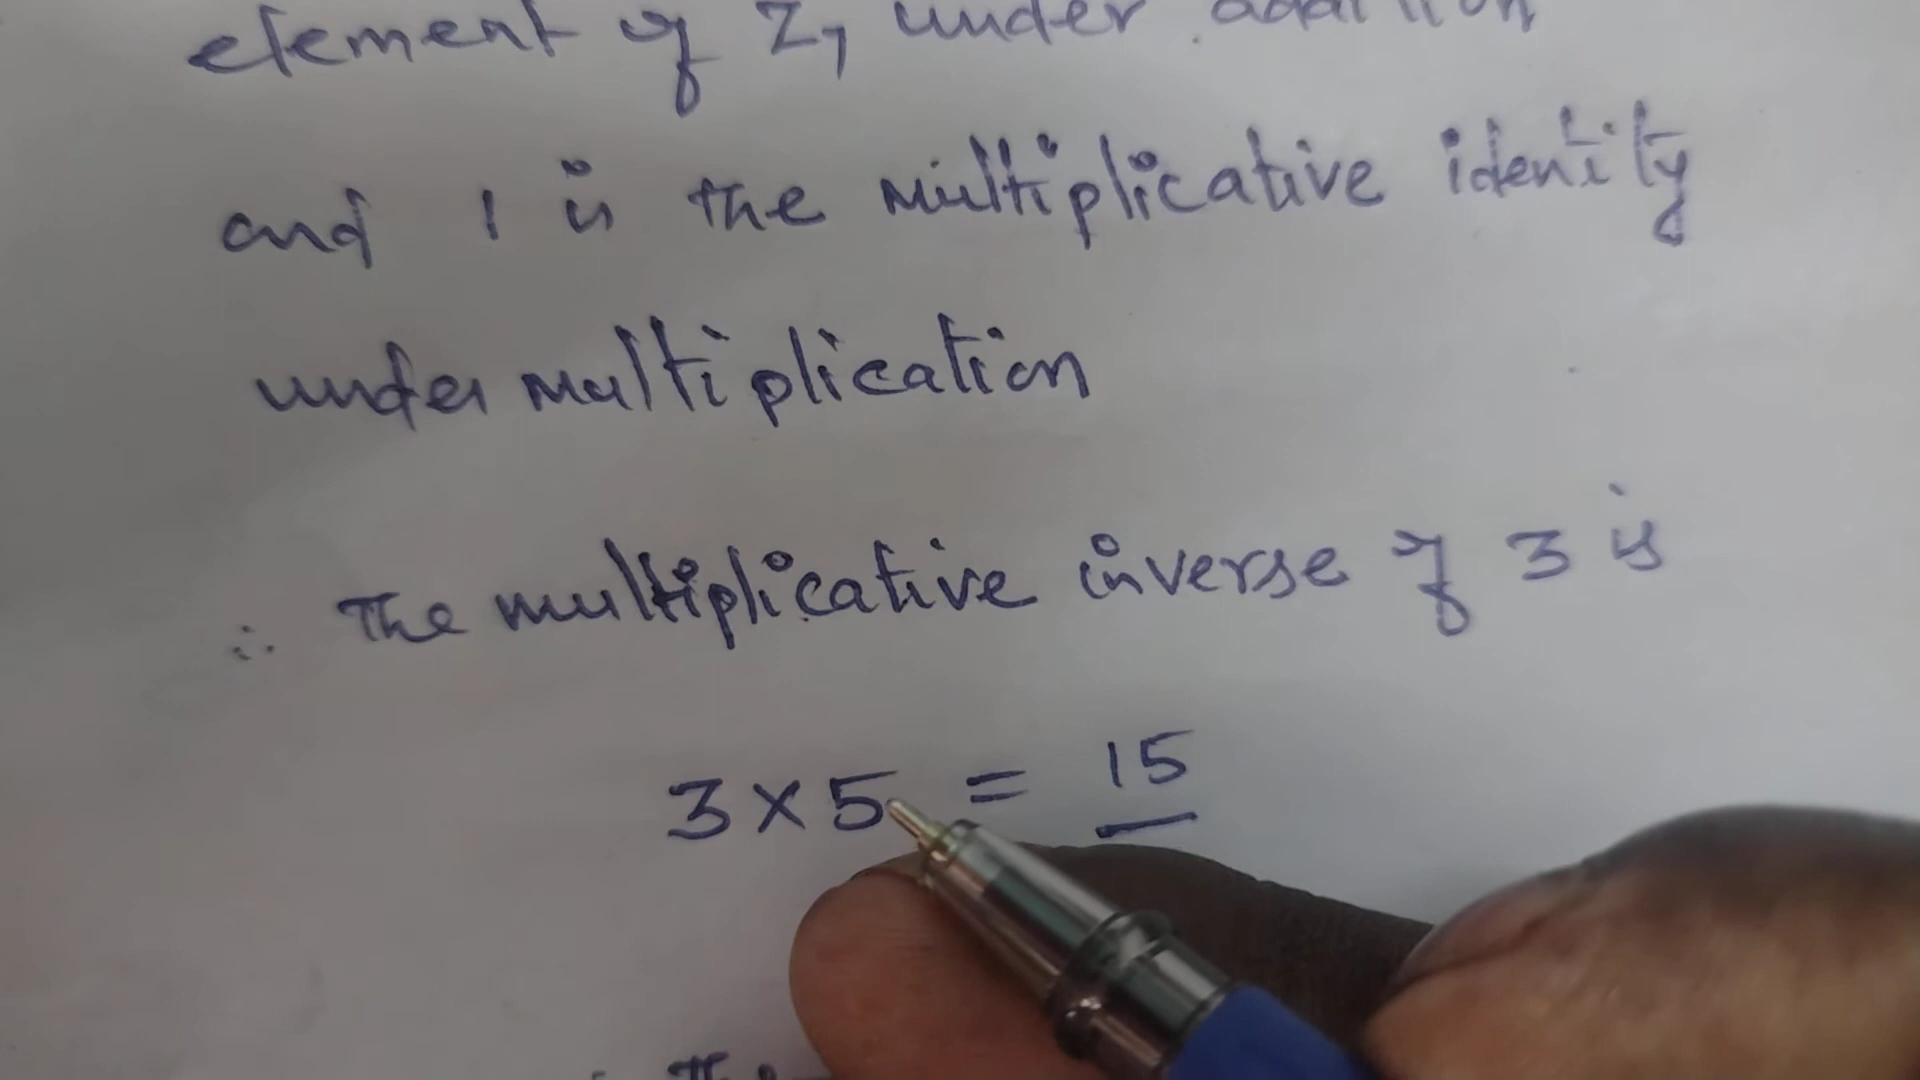 element of Z7 under addition
and 1 is the multiplicative identity
under multiplication
∴ The multiplicative inverse of 3 is
3 × 5 = 15